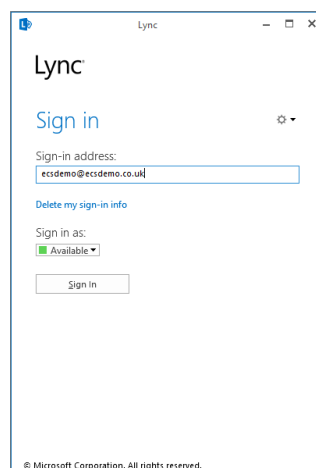 Lync
Lync
Sign in
Sign-in address:
ecsdemo@ecsdemo.co.uk
Delete my sign-in info
Sign in as:
Available
Sign In
© Microsoft Corporation. All rights reserved.